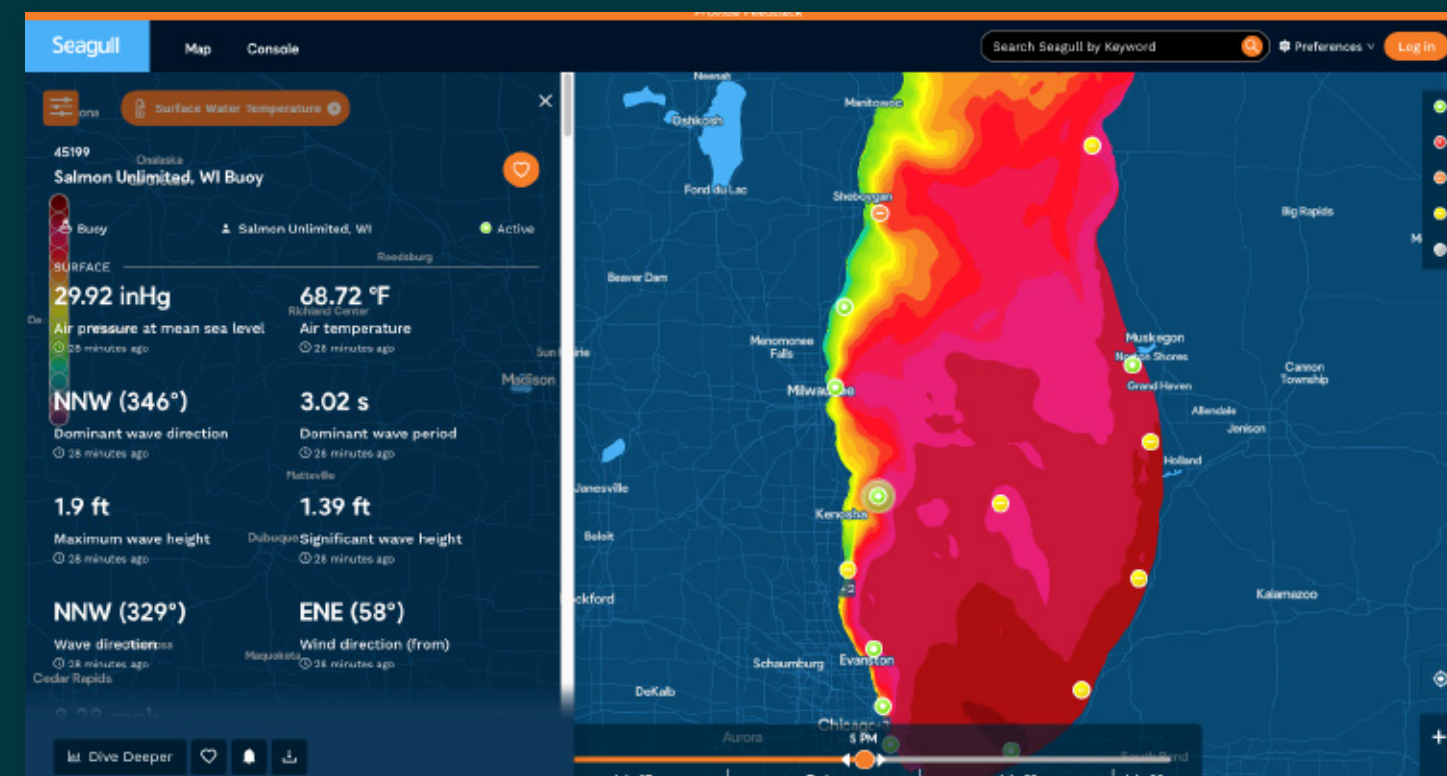 Provide Feedback
Seagull
Map
Console
Search Seagull by Keyword
Preferences
Log in
Surface Water Temperature
45199
Salmon Unlimited, WI Buoy
Buoy
Salmon Unlimited, WI
Active
SURFACE
29.92 inHg
68.72 °F
Air pressure at mean sea level
Air temperature
28 minutes ago
28 minutes ago
NNW (346°)
3.02 s
Dominant wave direction
Dominant wave period
28 minutes ago
28 minutes ago
1.9 ft
1.39 ft
Maximum wave height
Significant wave height
28 minutes ago
28 minutes ago
NNW (329°)
ENE (58°)
Wave direction
Wind direction (from)
28 minutes ago
28 minutes ago
Dive Deeper
Onalaska
Reedsburg
Richland Center
Madison
Platteville
Dubuque
Maquoketa
Cedar Rapids
Neenah
Oshkosh
Manitowoc
Fond du Lac
Sheboygan
Big Rapids
Beaver Dam
Menomonee
Falls
Milwaukee
Muskegon
Norton Shores
Grand Haven
Cannon
Township
Allendale
Jenison
Holland
Janesville
Kenosha
Beloit
+2
Kalamazoo
Schaumburg
Evanston
DeKalb
Chicago
Aurora
5 PM
South Bend